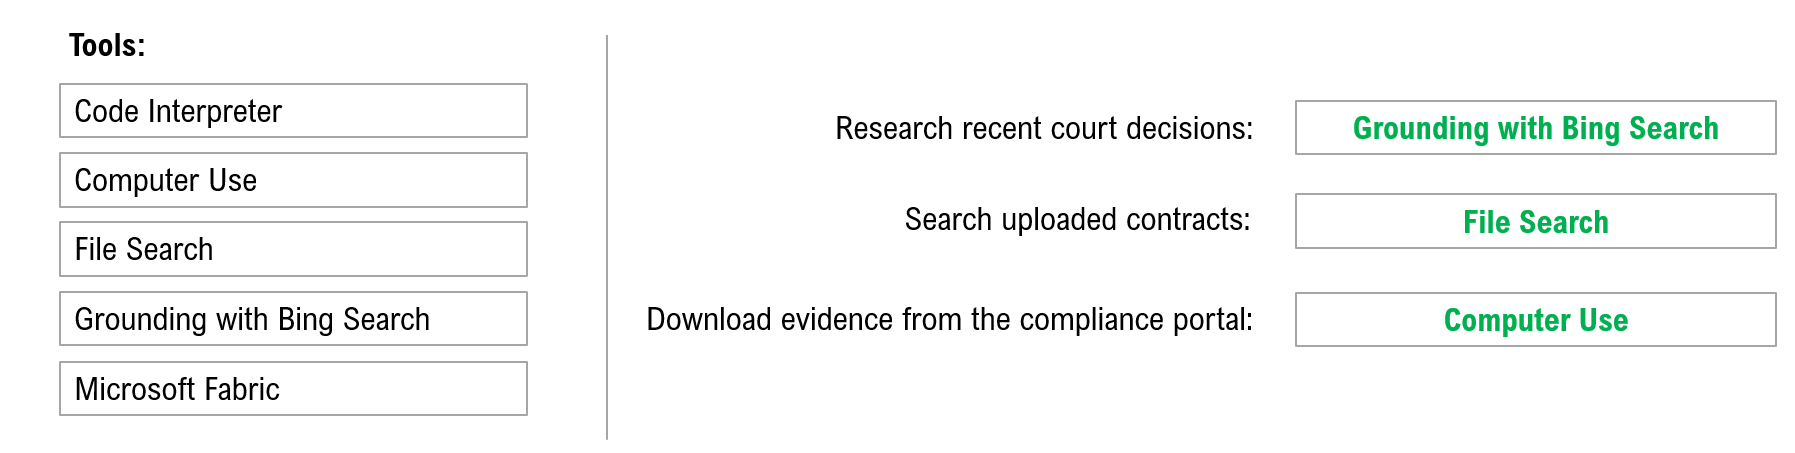 Tools:
Code Interpreter
Computer Use
File Search
Grounding with Bing Search
Microsoft Fabric
Research recent court decisions:
Grounding with Bing Search
Search uploaded contracts:
File Search
Download evidence from the compliance portal:
Computer Use